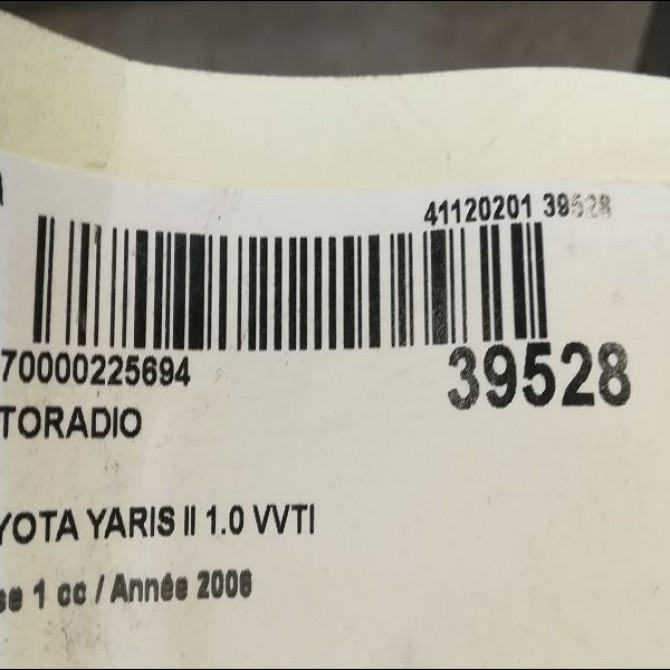 41120201 39528
70000225694
39528
TORADIO
YOTA YARIS II 1.0 VVTI
se 1 cc / Année 2006